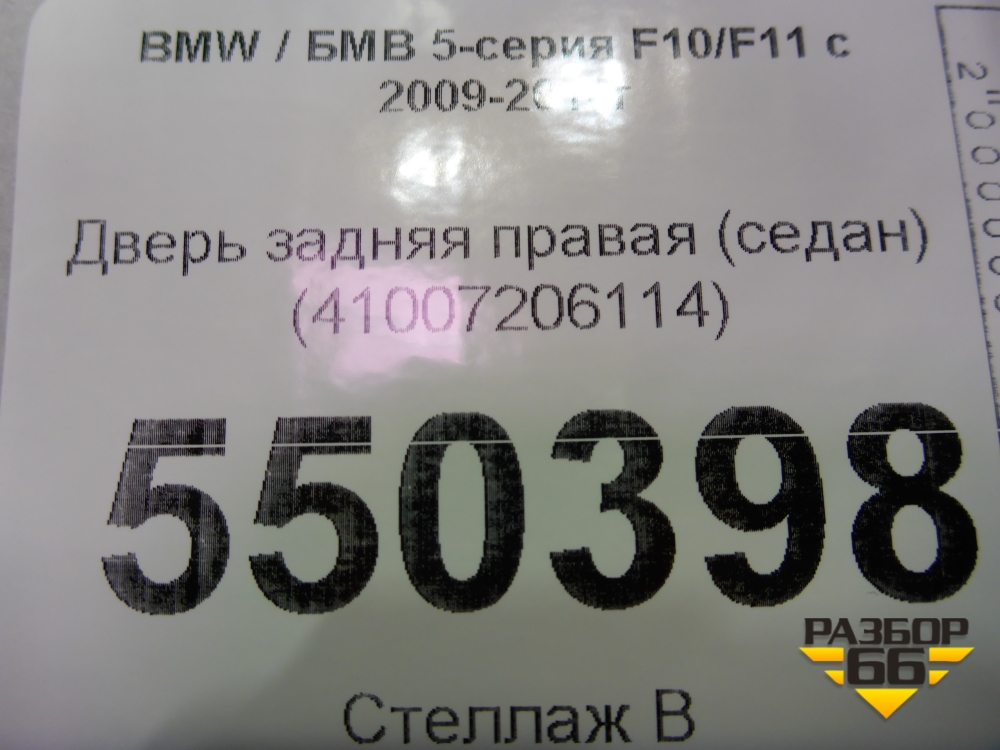 BMW / БМВ 5-серия F10/F11 с
Дверь задняя правая (седан)
(41007206114)
550398
Стеллаж В
РАЗБОР
66